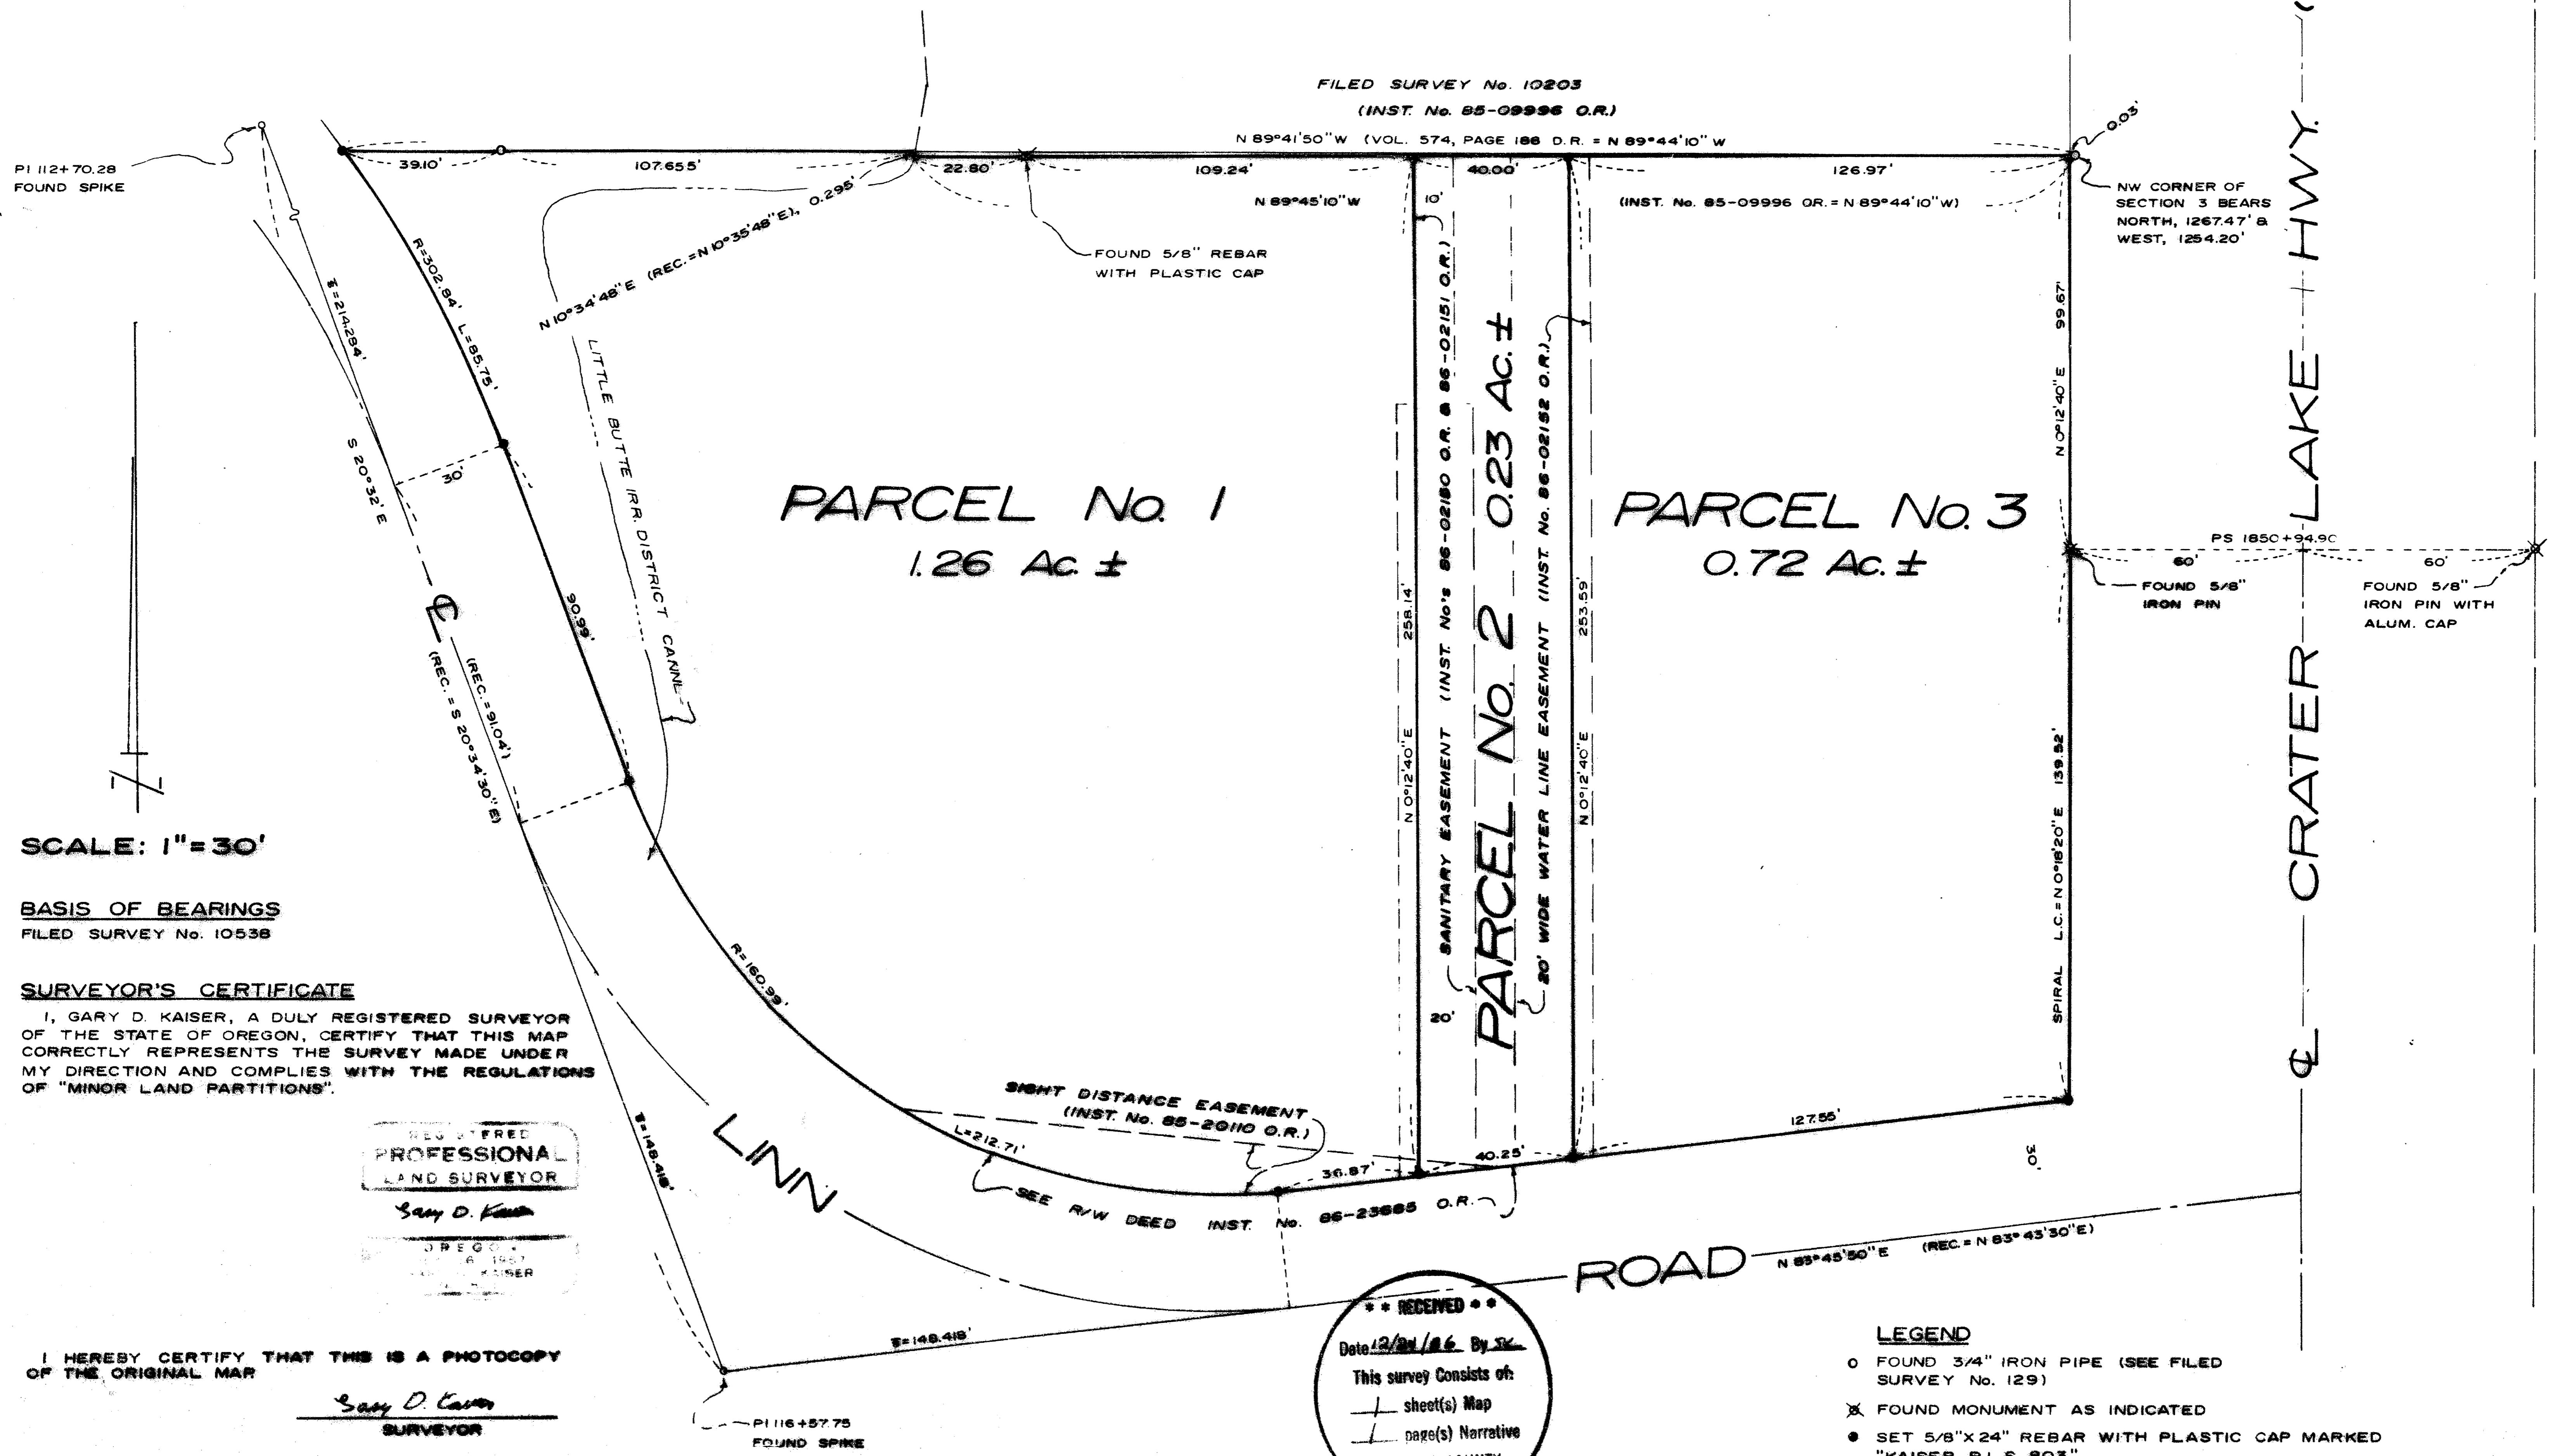 FILED SURVEY No. 10203
(INST. No. 85-09996 O.R.)
N 89°41'50" W (VOL. 574, PAGE 186 D.R. = N 89°44'10" W
0.03'
PI 112+70.28
FOUND SPIKE
39.10'
107.655'
22.80'
109.24'
40.00'
126.97'
N 89°45'10" W
10'
(INST. No. 85-09996 OR. = N 89°44'10" W)
NW CORNER OF
SECTION 3 BEARS
NORTH, 1267.47' &
WEST, 1254.20'
N 10°34'48" E (REC. = N 10°35'48" E), 0.295'
FOUND 5/8" REBAR
WITH PLASTIC CAP
R=302.84' L=85.75'
T=214.284'
S 20°32' E
30'
LITTLE BUTTE IRR. DISTRICT CANNL
PARCEL No. 1
1.26 Ac. ±
258.14'
N 0°12'40" E
SANITARY EASEMENT (INST. No's 86-02180 O.R. & 86-02151 O.R.)
20'
PARCEL No. 2 0.23 Ac. ±
20' WIDE WATER LINE EASEMENT (INST. No. 86-02152 O.R.)
253.59'
N 0°12'40" E
PARCEL No. 3
0.72 Ac. ±
N 0°12'40" E 99.67'
SPIRAL L.C. = N 0°18'20" E 139.52'
PS 1850+94.90
60'
60'
FOUND 5/8"
IRON PIN
FOUND 5/8"
IRON PIN WITH
ALUM. CAP
℄ CRATER LAKE HWY.
90.99'
℄
(REC. = 91.04')
(REC. = S 20°34'30" E)
SCALE: 1"=30'
BASIS OF BEARINGS
FILED SURVEY No. 10538
SURVEYOR'S CERTIFICATE
I, GARY D. KAISER, A DULY REGISTERED SURVEYOR
OF THE STATE OF OREGON, CERTIFY THAT THIS MAP
CORRECTLY REPRESENTS THE SURVEY MADE UNDER
MY DIRECTION AND COMPLIES WITH THE REGULATIONS
OF "MINOR LAND PARTITIONS".
PROFESSIONAL
LAND SURVEYOR
Gary D. Kaiser
KAISER
R=160.99'
L=212.71'
T=148.418'
SIGHT DISTANCE EASEMENT
(INST. No. 85-20110 O.R.)
36.87'
40.25'
127.55'
30'
SEE R/W DEED INST. No. 86-23685 O.R.
LINN
ROAD
N 83°45'50" E (REC. = N 83°43'30" E)
T=148.418'
I HEREBY CERTIFY THAT THIS IS A PHOTOCOPY
OF THE ORIGINAL MAP
Gary D. Kaiser
SURVEYOR
PI 116+57.75
FOUND SPIKE
* * RECEIVED * *
Date By
This survey Consists of:
1 sheet(s) Map
1 page(s) Narrative
LEGEND
FOUND 3/4" IRON PIPE (SEE FILED
SURVEY No. 129)
FOUND MONUMENT AS INDICATED
SET 5/8"X 24" REBAR WITH PLASTIC CAP MARKED